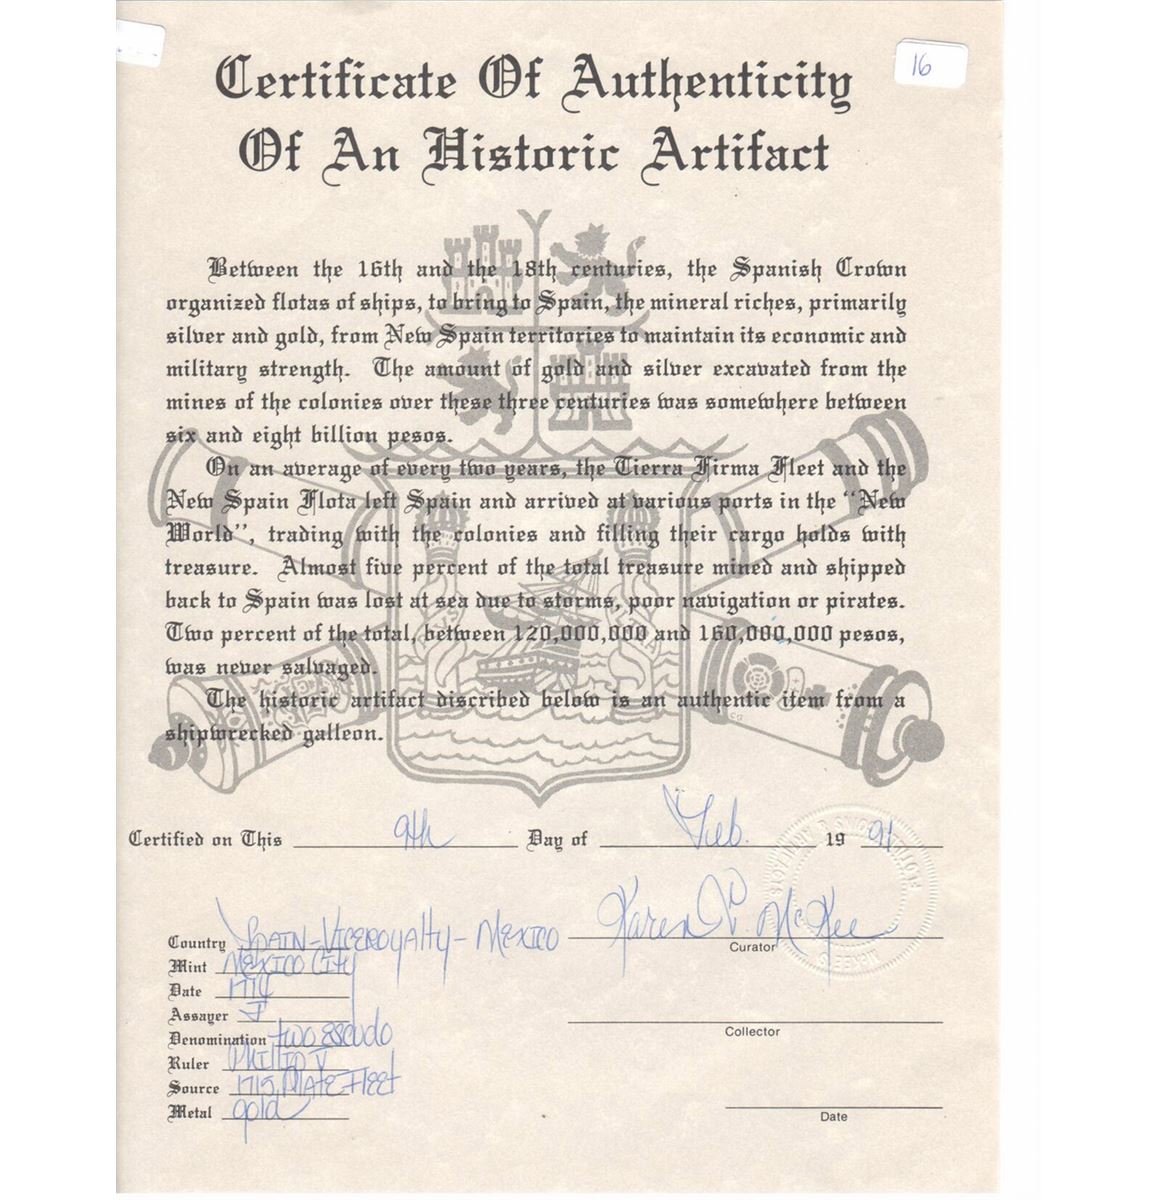 16
Certificate Of Authenticity
Of An Historic Artifact
Between the 16th and the 18th centuries, the Spanish Crown
organized flotas of ships, to bring to Spain, the mineral riches, primarily
silver and gold, from New Spain territories to maintain its economic and
military strength. The amount of gold and silver excavated from the
mines of the colonies over these three centuries was somewhere between
six and eight billion pesos.
On an average of every two years, the Tierra Firma Fleet and the
New Spain Flota left Spain and arrived at various ports in the "New
World", trading with the colonies and filling their cargo holds with
treasure. Almost five percent of the total treasure mined and shipped
back to Spain was lost at sea due to storms, poor navigation or pirates.
Two percent of the total, between 120,000,000 and 160,000,000 pesos,
was never salvaged.
The historic artifact discribed below is an authentic item from a
shipwrecked galleon.
Certified on This 9th Day of Feb. 19 91
Karen McKee
Country SPAIN-VICEROYALTY-MEXICO
Curator
Mint MEXICO CITY
Date 1714
Assayer J
Collector
Denomination two escudo
Ruler PHILLIP V
Source 1715 PLATE FLEET
Metal gold
Date
MCKEE'S